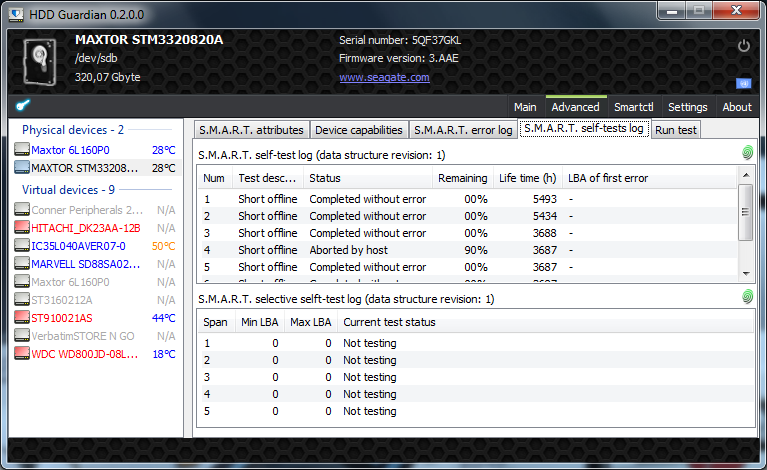 HDD Guardian 0.2.0.0
MAXTOR STM3320820A
/dev/sdb
320,07 Gbyte
Serial number: 5QF37GKL
Firmware version: 3.AAE
www.seagate.com
Main Advanced Smartctl Settings About
Physical devices - 2
Maxtor 6L160P0 28°C
MAXTOR STM33208... 28°C
Virtual devices - 9
Conner Peripherals 2... N/A
HITACHI_DK23AA-12B N/A
IC35L040AVER07-0 50°C
MARVELL SD88SA02... N/A
Maxtor 6L160P0 N/A
ST3160212A N/A
ST910021AS 44°C
VerbatimSTORE N GO N/A
WDC WD800JD-08L... 18°C
S.M.A.R.T. attributes Device capabilities S.M.A.R.T. error log S.M.A.R.T. self-tests log Run test
S.M.A.R.T. self-test log (data structure revision: 1)
Num Test desc... Status Remaining Life time (h) LBA of first error
1 Short offline Completed without error 00% 5493 -
2 Short offline Completed without error 00% 5434 -
3 Short offline Completed without error 00% 3688 -
4 Short offline Aborted by host 90% 3687 -
5 Short offline Completed without error 00% 3687 -
6 Short offline Completed without error 00% 3687 -
S.M.A.R.T. selective selft-test log (data structure revision: 1)
Span Min LBA Max LBA Current test status
1 0 0 Not testing
2 0 0 Not testing
3 0 0 Not testing
4 0 0 Not testing
5 0 0 Not testing